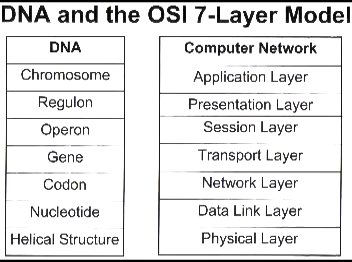 DNA and the OSI 7-Layer Model
DNA
Chromosome
Regulon
Operon
Gene
Codon
Nucleotide
Helical Structure
Computer Network
Application Layer
Presentation Layer
Session Layer
Transport Layer
Network Layer
Data Link Layer
Physical Layer